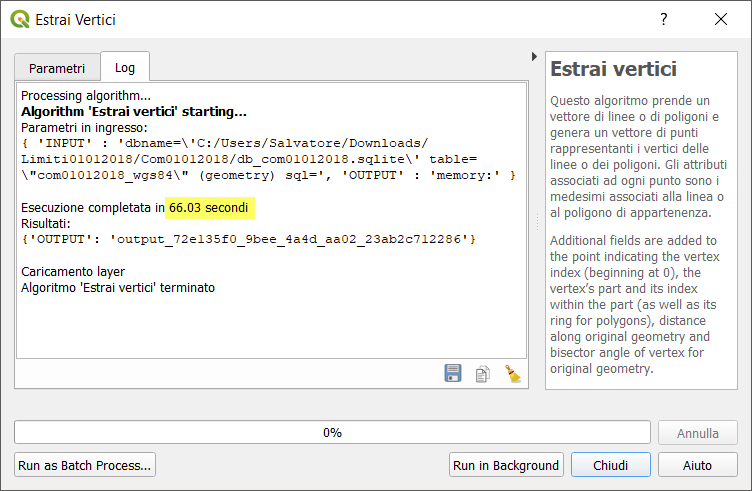 Estrai Vertici
Parametri
Log
Processing algorithm...
Algorithm 'Estrai vertici' starting...
Parametri in ingresso:
{ 'INPUT' : 'dbname=\'C:/Users/Salvatore/Downloads/
Limiti01012018/Com01012018/db_com01012018.sqlite\' table=
\"com01012018_wgs84\" (geometry) sql=', 'OUTPUT' : 'memory:' }
Esecuzione completata in 66.03 secondi
Risultati:
{'OUTPUT': 'output_72e135f0_9bee_4a4d_aa02_23ab2c712286'}
Caricamento layer
Algoritmo 'Estrai vertici' terminato
Estrai vertici
Questo algoritmo prende un
vettore di linee o di poligoni e
genera un vettore di punti
rappresentanti i vertici delle
linee o dei poligoni. Gli attributi
associati ad ogni punto sono i
medesimi associati alla linea o
al poligono di appartenenza.
Additional fields are added to
the point indicating the vertex
index (beginning at 0), the
vertex's part and its index
within the part (as well as its
ring for polygons), distance
along original geometry and
bisector angle of vertex for
original geometry.
0%
Annulla
Run as Batch Process...
Run in Background
Chiudi
Aiuto